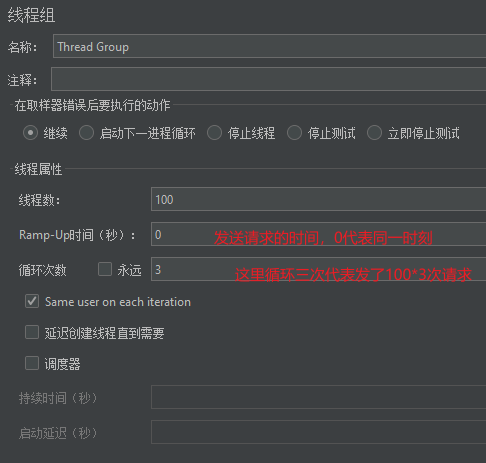 线程组
名称： Thread Group
注释：
在取样器错误后要执行的动作
继续 启动下一进程循环 停止线程 停止测试 立即停止测试
线程属性
线程数： 100
Ramp-Up时间（秒）： 0 发送请求的时间，0代表同一时刻
循环次数 永远 3 这里循环三次代表发了100*3次请求
Same user on each iteration
延迟创建线程直到需要
调度器
持续时间（秒）
启动延迟（秒）